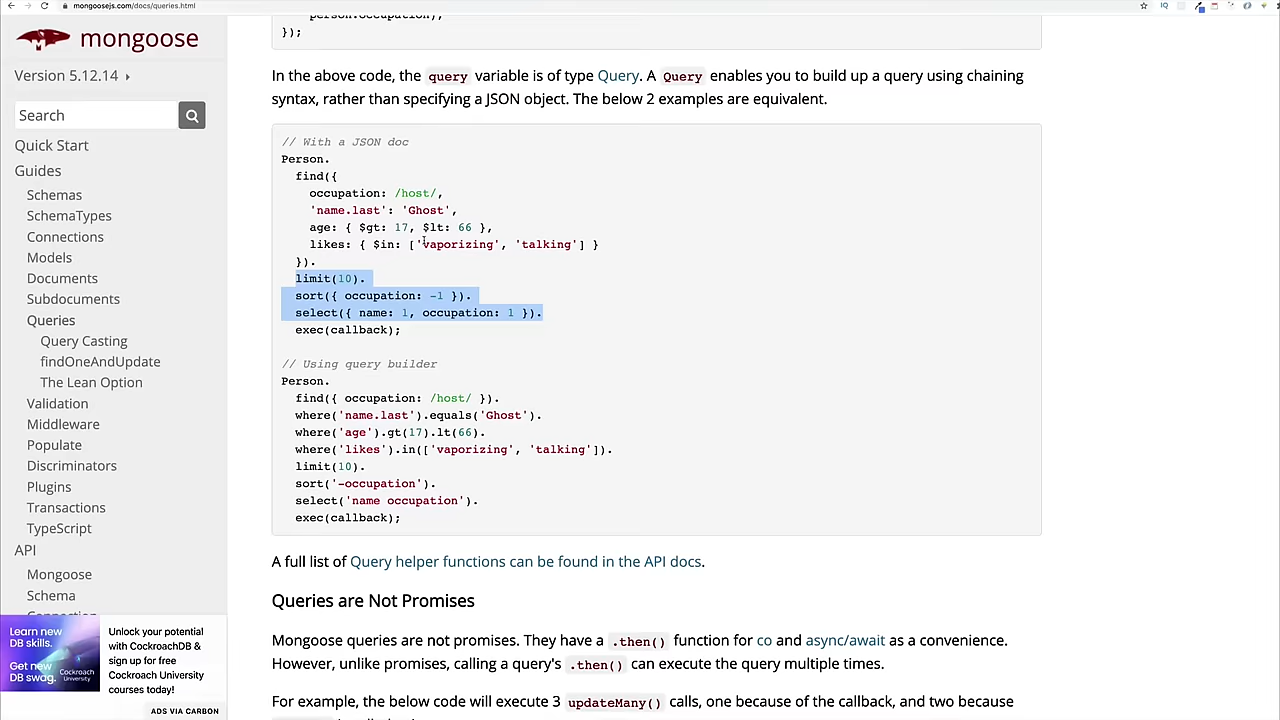 mongoosejs.com/docs/queries.html
mongoose
Version 5.12.14
Search
Quick Start
Guides
Schemas
SchemaTypes
Connections
Models
Documents
Subdocuments
Queries
Query Casting
findOneAndUpdate
The Lean Option
Validation
Middleware
Populate
Discriminators
Plugins
Transactions
TypeScript
API
Mongoose
Schema
Connection
Learn new
DB skills.
Get new
DB swag.
Cockroach
University
Unlock your potential
with CockroachDB &
sign up for free
Cockroach University
courses today!
ADS VIA CARBON
person.occupation);
});
In the above code, the query variable is of type Query. A Query enables you to build up a query using chaining
syntax, rather than specifying a JSON object. The below 2 examples are equivalent.
// With a JSON doc
Person.
find({
occupation: /host/,
'name.last': 'Ghost',
age: { $gt: 17, $lt: 66 },
likes: { $in: ['vaporizing', 'talking'] }
}).
limit(10).
sort({ occupation: -1 }).
select({ name: 1, occupation: 1 }).
exec(callback);
// Using query builder
Person.
find({ occupation: /host/ }).
where('name.last').equals('Ghost').
where('age').gt(17).lt(66).
where('likes').in(['vaporizing', 'talking']).
limit(10).
sort('-occupation').
select('name occupation').
exec(callback);
A full list of Query helper functions can be found in the API docs.
Queries are Not Promises
Mongoose queries are not promises. They have a .then() function for co and async/await as a convenience.
However, unlike promises, calling a query's .then() can execute the query multiple times.
For example, the below code will execute 3 updateMany() calls, one because of the callback, and two because